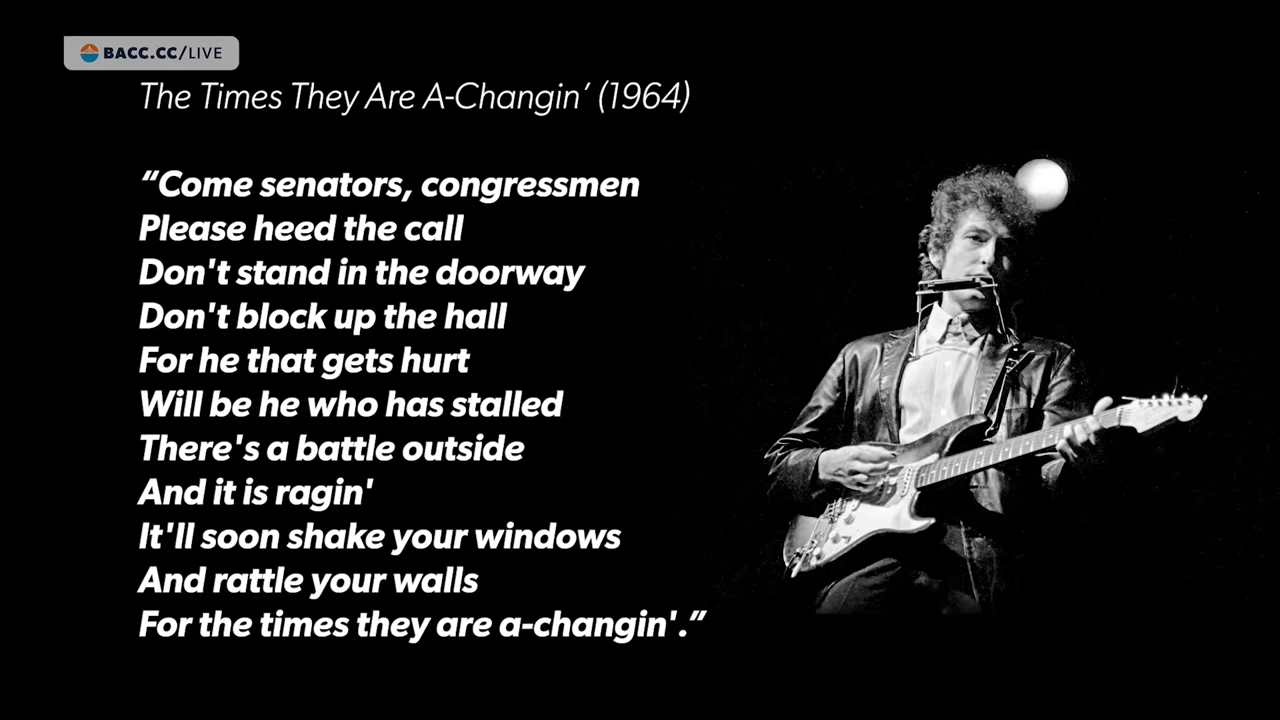 BACC.CC/LIVE
The Times They Are A-Changin’ (1964)
“Come senators, congressmen
Please heed the call
Don't stand in the doorway
Don't block up the hall
For he that gets hurt
Will be he who has stalled
There's a battle outside
And it is ragin'
It'll soon shake your windows
And rattle your walls
For the times they are a-changin'.”